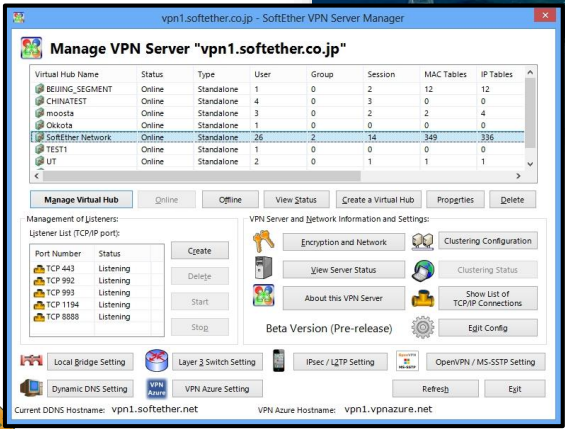 vpn1.softether.co.jp - SoftEther VPN Server Manager
Manage VPN Server "vpn1.softether.co.jp"
Virtual Hub Name Status Type User Group Session MAC Tables IP Tables
BEIJING_SEGMENT Online Standalone 1 0 2 12 12
CHINATEST Online Standalone 4 0 3 0 0
moosta Online Standalone 3 0 2 2 4
Okkota Online Standalone 1 0 0 0 0
SoftEther Network Online Standalone 26 2 14 349 336
TEST1 Online Standalone 1 0 0 0 0
UT Online Standalone 2 0 1 1 1
Manage Virtual Hub Online Offline View Status Create a Virtual Hub Properties Delete
Management of Listeners: VPN Server and Network Information and Settings:
Listener List (TCP/IP port):
Port Number Status
TCP 443 Listening
TCP 992 Listening
TCP 993 Listening
TCP 1194 Listening
TCP 8888 Listening
Create
Delete
Start
Stop
Encryption and Network Clustering Configuration
View Server Status Clustering Status
About this VPN Server Show List of
TCP/IP Connections
Beta Version (Pre-release) Edit Config
Local Bridge Setting Layer 3 Switch Setting IPsec / L2TP Setting OpenVPN MS-SSTP OpenVPN / MS-SSTP Setting
Dynamic DNS Setting VPN Azure VPN Azure Setting Refresh Exit
Current DDNS Hostname: vpn1.softether.net VPN Azure Hostname: vpn1.vpnazure.net